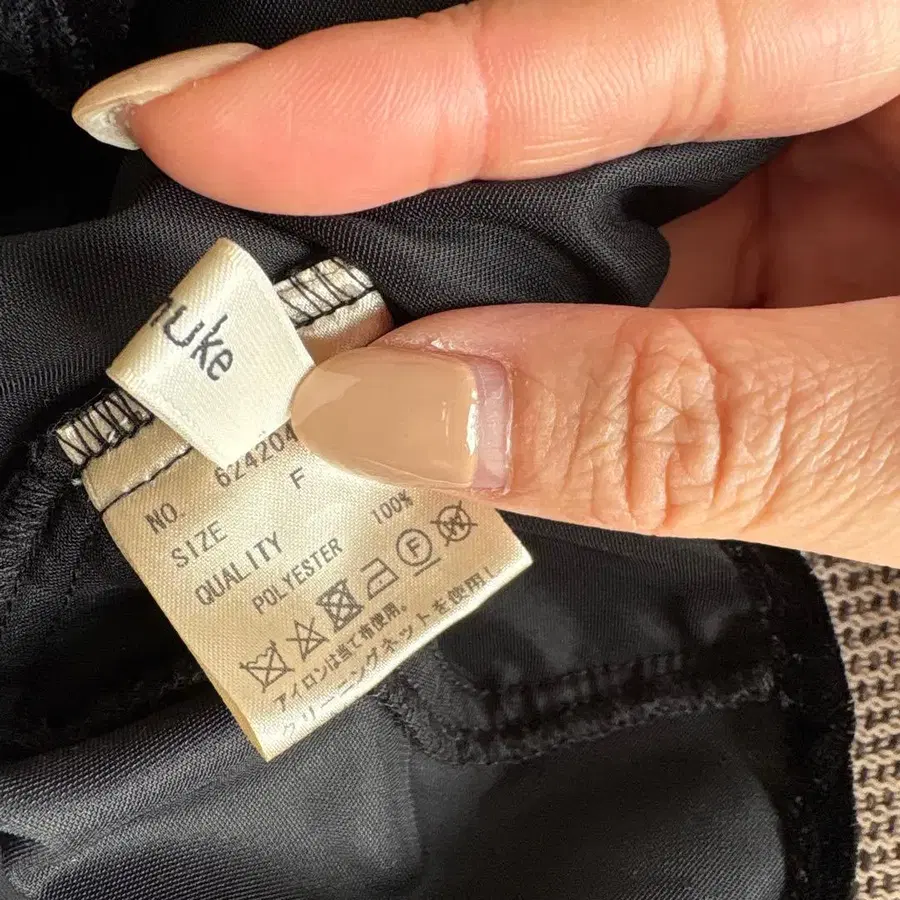 nuke
NO. 624204
SIZE F
QUALITY
POLYESTER 100%
F W
アイロンは当て布使用。
クリーニングネットを使用!